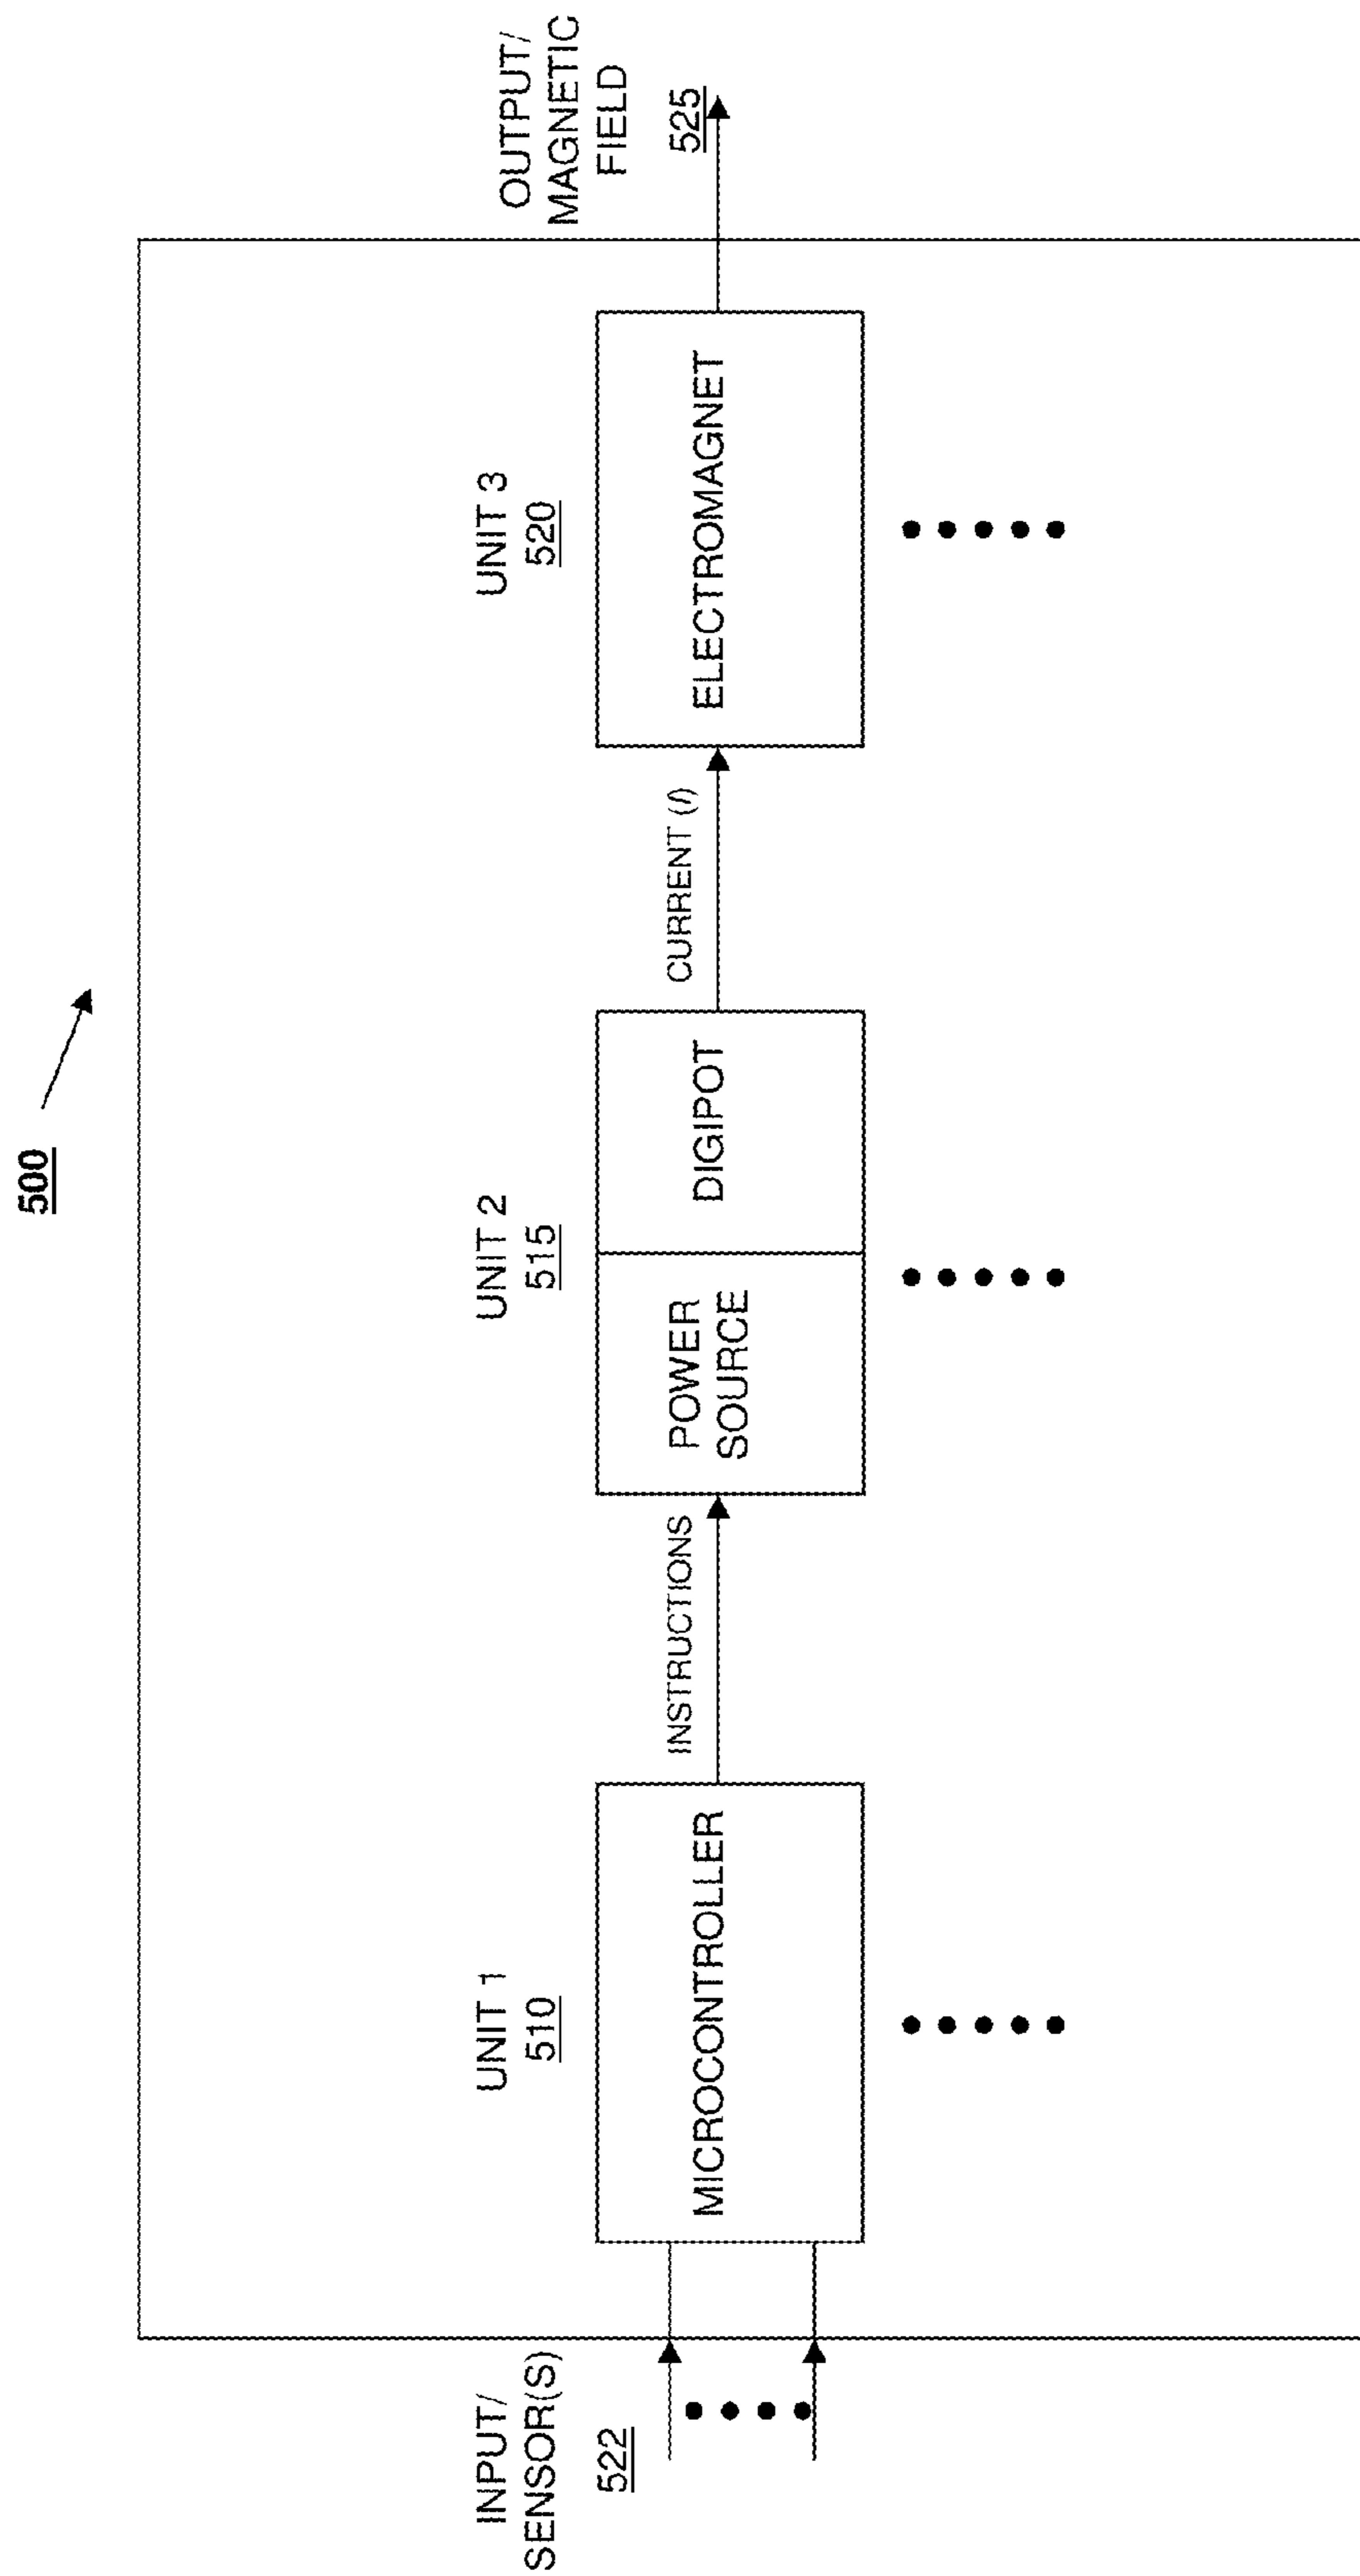 500
INPUT/
SENSOR(S)
522
UNIT 1
510
MICROCONTROLLER
INSTRUCTIONS
UNIT 2
515
POWER
SOURCE
DIGIPOT
CURRENT (I)
UNIT 3
520
ELECTROMAGNET
OUTPUT/
MAGNETIC
FIELD
525